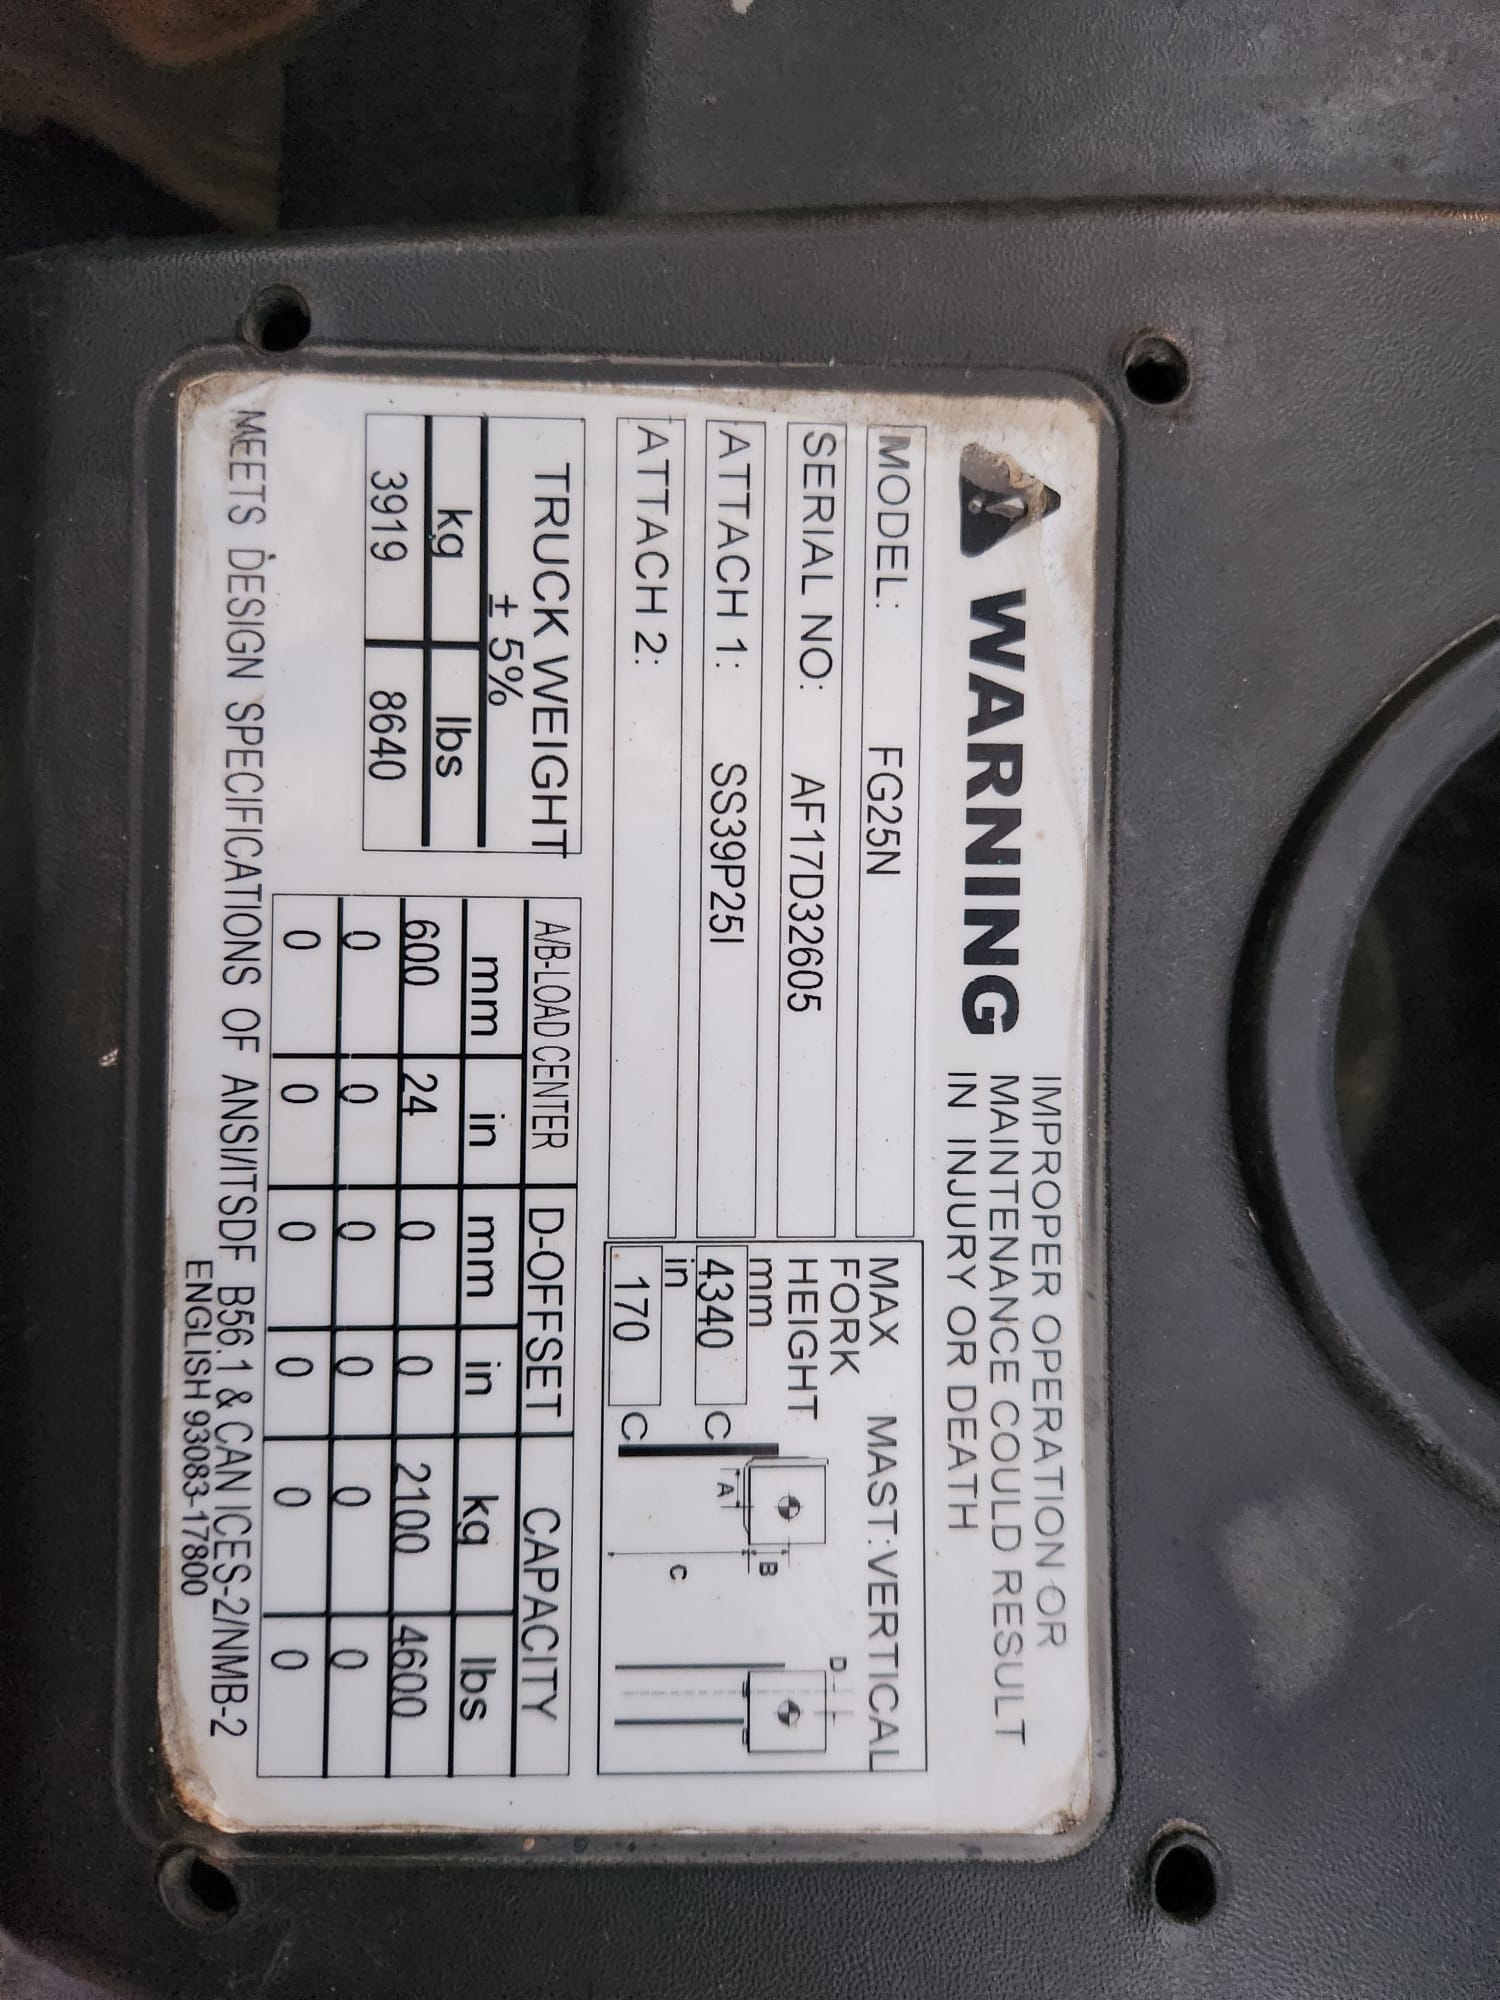 WARNING
IMPROPER OPERATION OR
MAINTENANCE COULD RESULT
IN INJURY OR DEATH
MODEL: FG25N
SERIAL NO: AF17D32605
ATTACH 1: SS39P25I
ATTACH 2:
MAX
FORK
HEIGHT
MAST:VERTICAL
mm
4340 C
in
170 C
A
B
C
D
TRUCK WEIGHT
± 5%
kg lbs
3919 8640
A/B-LOAD CENTER D-OFFSET CAPACITY
mm in mm in kg lbs
600 24 0 0 2100 4600
0 0 0 0 0 0
0 0 0 0 0 0
MEETS DESIGN SPECIFICATIONS OF ANSI/ITSDF B56.1 & CAN ICES-2/NMB-2
ENGLISH 93083-17800